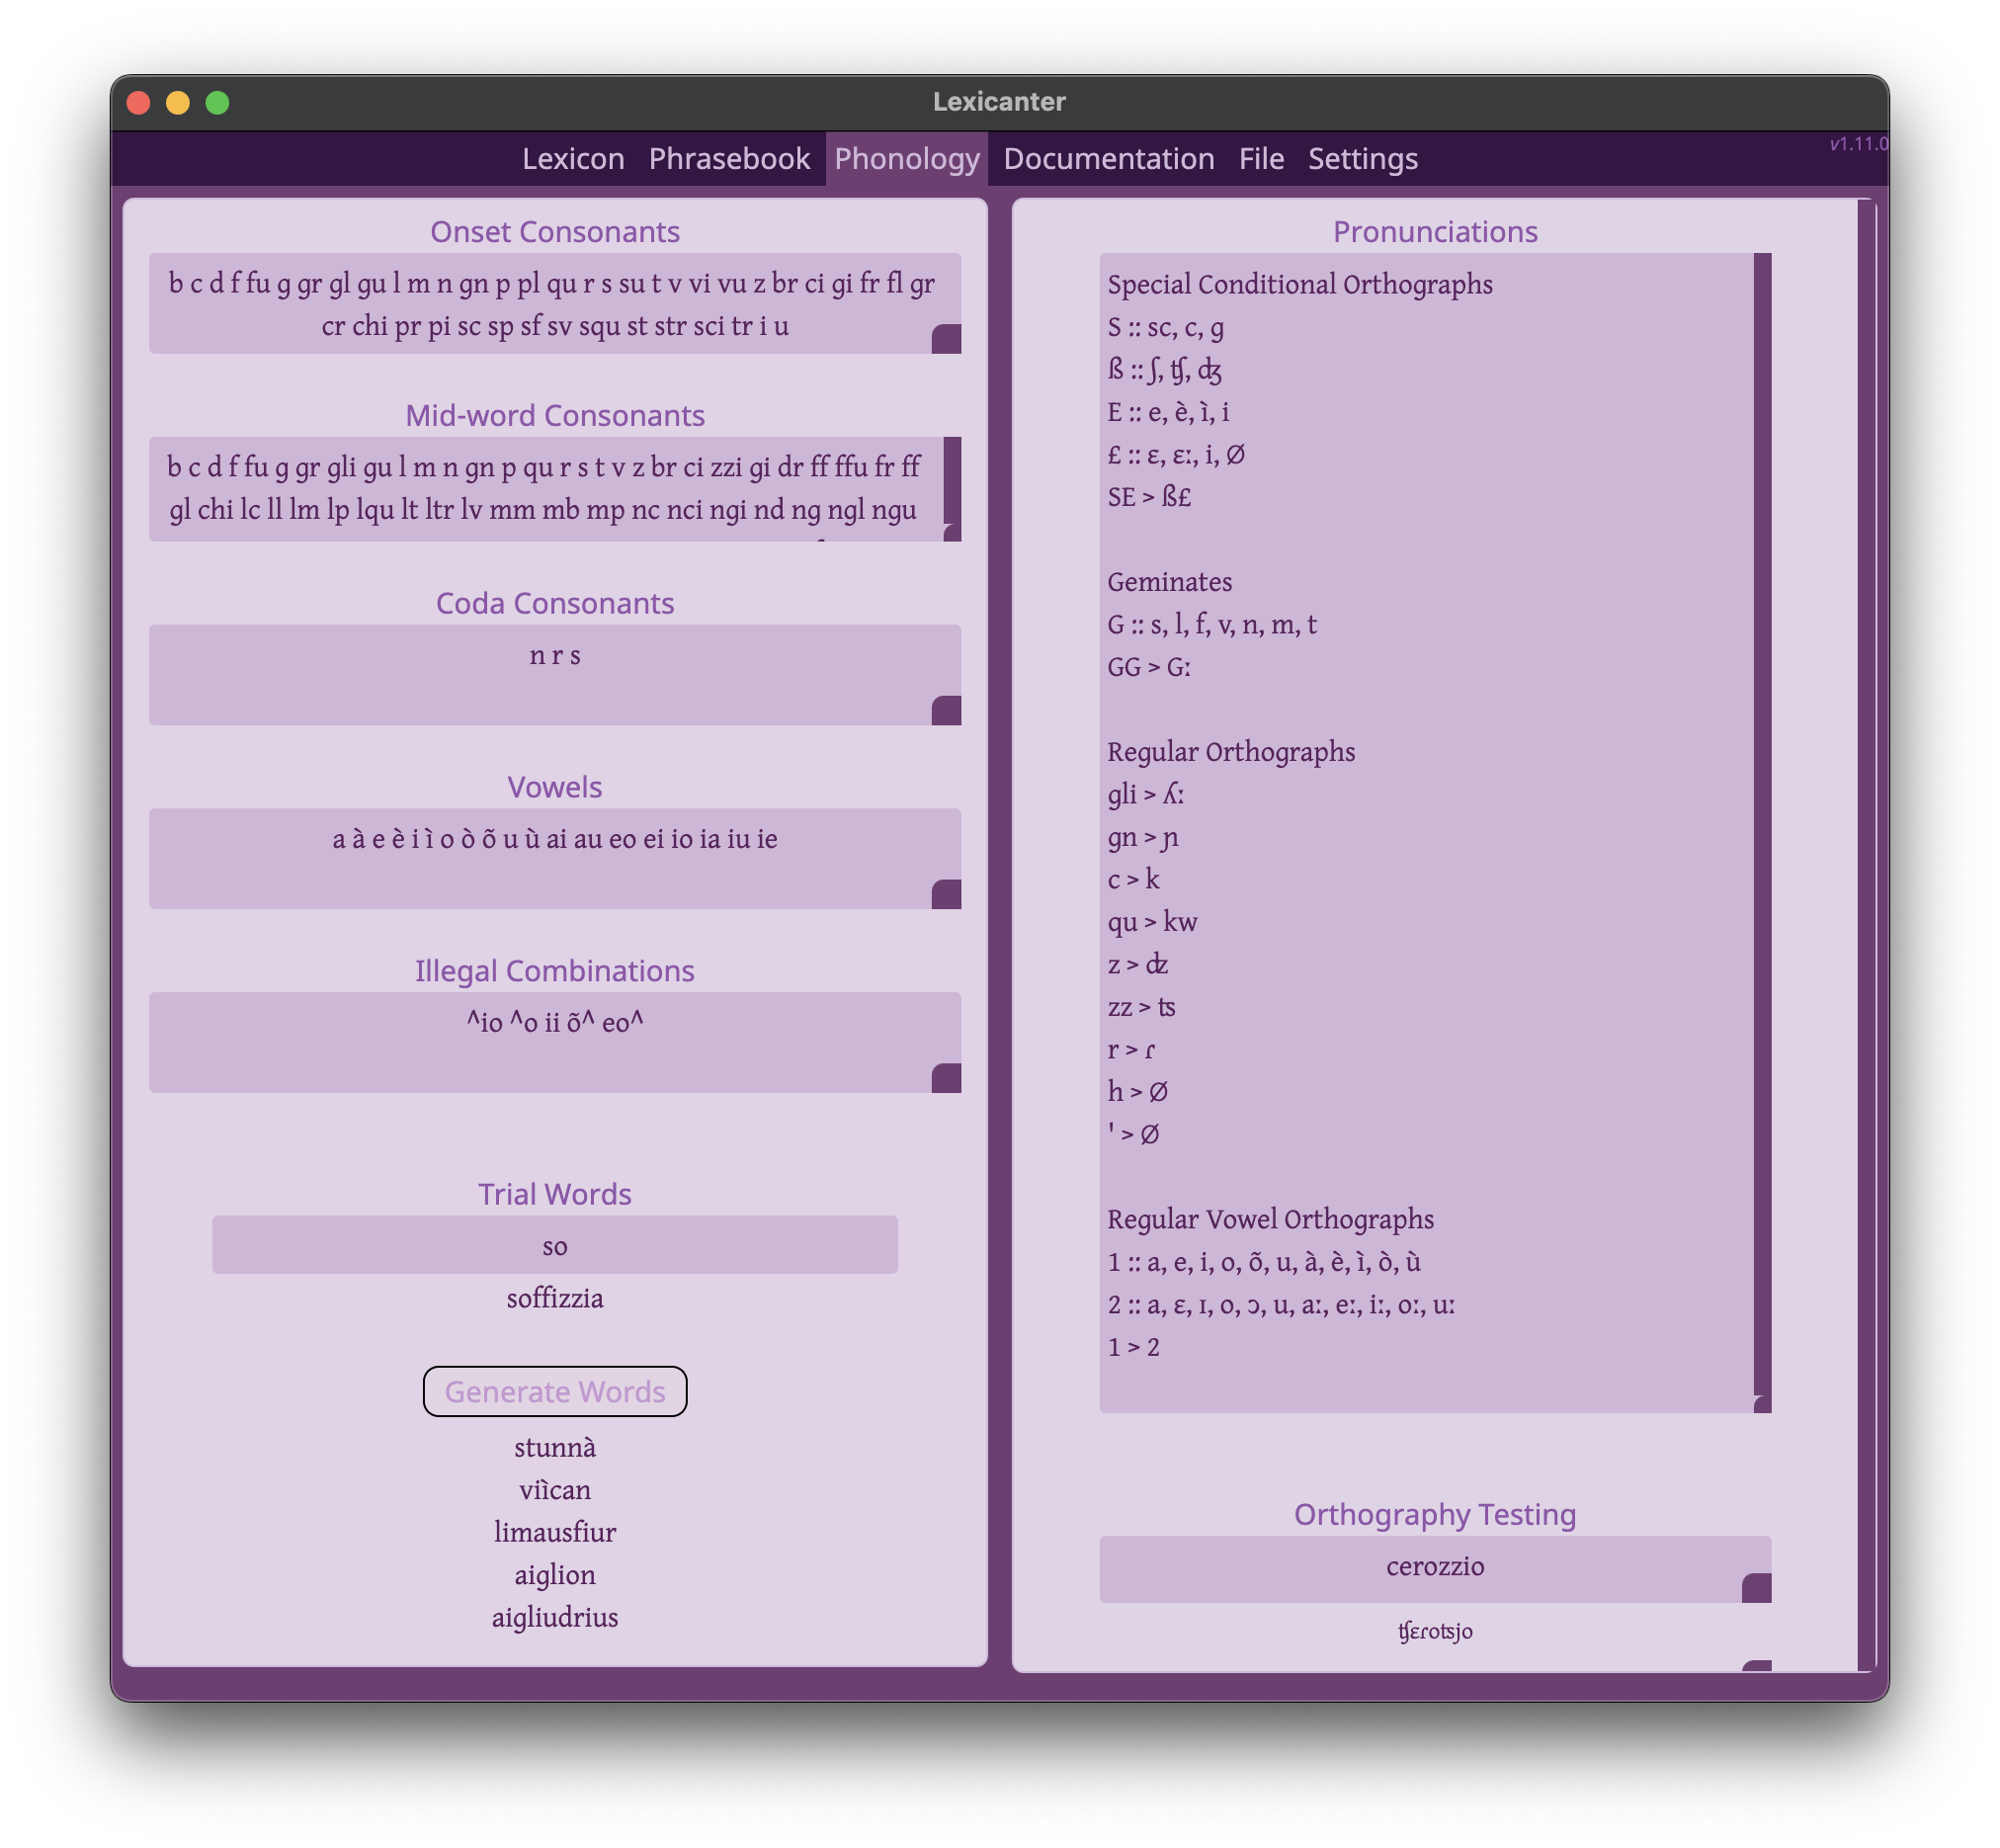 Lexicanter
Lexicon Phrasebook Phonology Documentation File Settings
v1.11.0
Onset Consonants
b c d f fu g gr gl gu l m n gn p pl qu r s su t v vi vu z br ci gi fr fl gr
cr chi pr pi sc sp sf sv squ st str sci tr i u
Mid-word Consonants
b c d f fu g gr gli gu l m n gn p qu r s t v z br ci zzi gi dr ff ffu fr ff
gl chi lc ll lm lp lqu lt ltr lv mm mb mp nc nci ngi nd ng ngl ngu
Coda Consonants
n r s
Vowels
a à e è i ì o ò õ u ù ai au eo ei io ia iu ie
Illegal Combinations
^io ^o ii õ^ eo^
Trial Words
so
soffizzia
Generate Words
stunnà
viìcan
limausfiur
aiglion
aigliudrius
Pronunciations
Special Conditional Orthographs
S :: sc, c, g
ß :: ʃ, ʧ, ʤ
E :: e, è, ì, i
£ :: ɛ, ɛː, i, Ø
SE > ß£
Geminates
G :: s, l, f, v, n, m, t
GG > Gː
Regular Orthographs
gli > ʎː
gn > ɲ
c > k
qu > kw
z > ʣ
zz > ʦ
r > ɾ
h > Ø
' > Ø
Regular Vowel Orthographs
1 :: a, e, i, o, õ, u, à, è, ì, ò, ù
2 :: a, ɛ, ɪ, o, ɔ, u, aː, eː, iː, oː, uː
1 > 2
Orthography Testing
cerozzio
ʧɛɾoʦjo